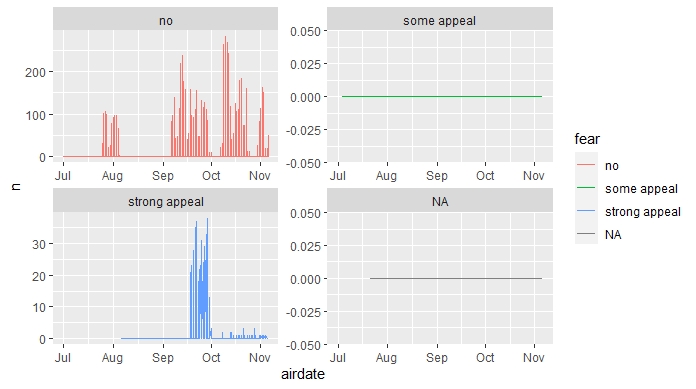 no
some appeal
200
100
0
0.050
0.025
0.000
-0.025
-0.050
Jul Aug Sep Oct Nov
Jul Aug Sep Oct Nov
n
strong appeal
NA
30
20
10
0
0.050
0.025
0.000
-0.025
-0.050
Jul Aug Sep Oct Nov
Jul Aug Sep Oct Nov
airdate
fear
no
some appeal
strong appeal
NA